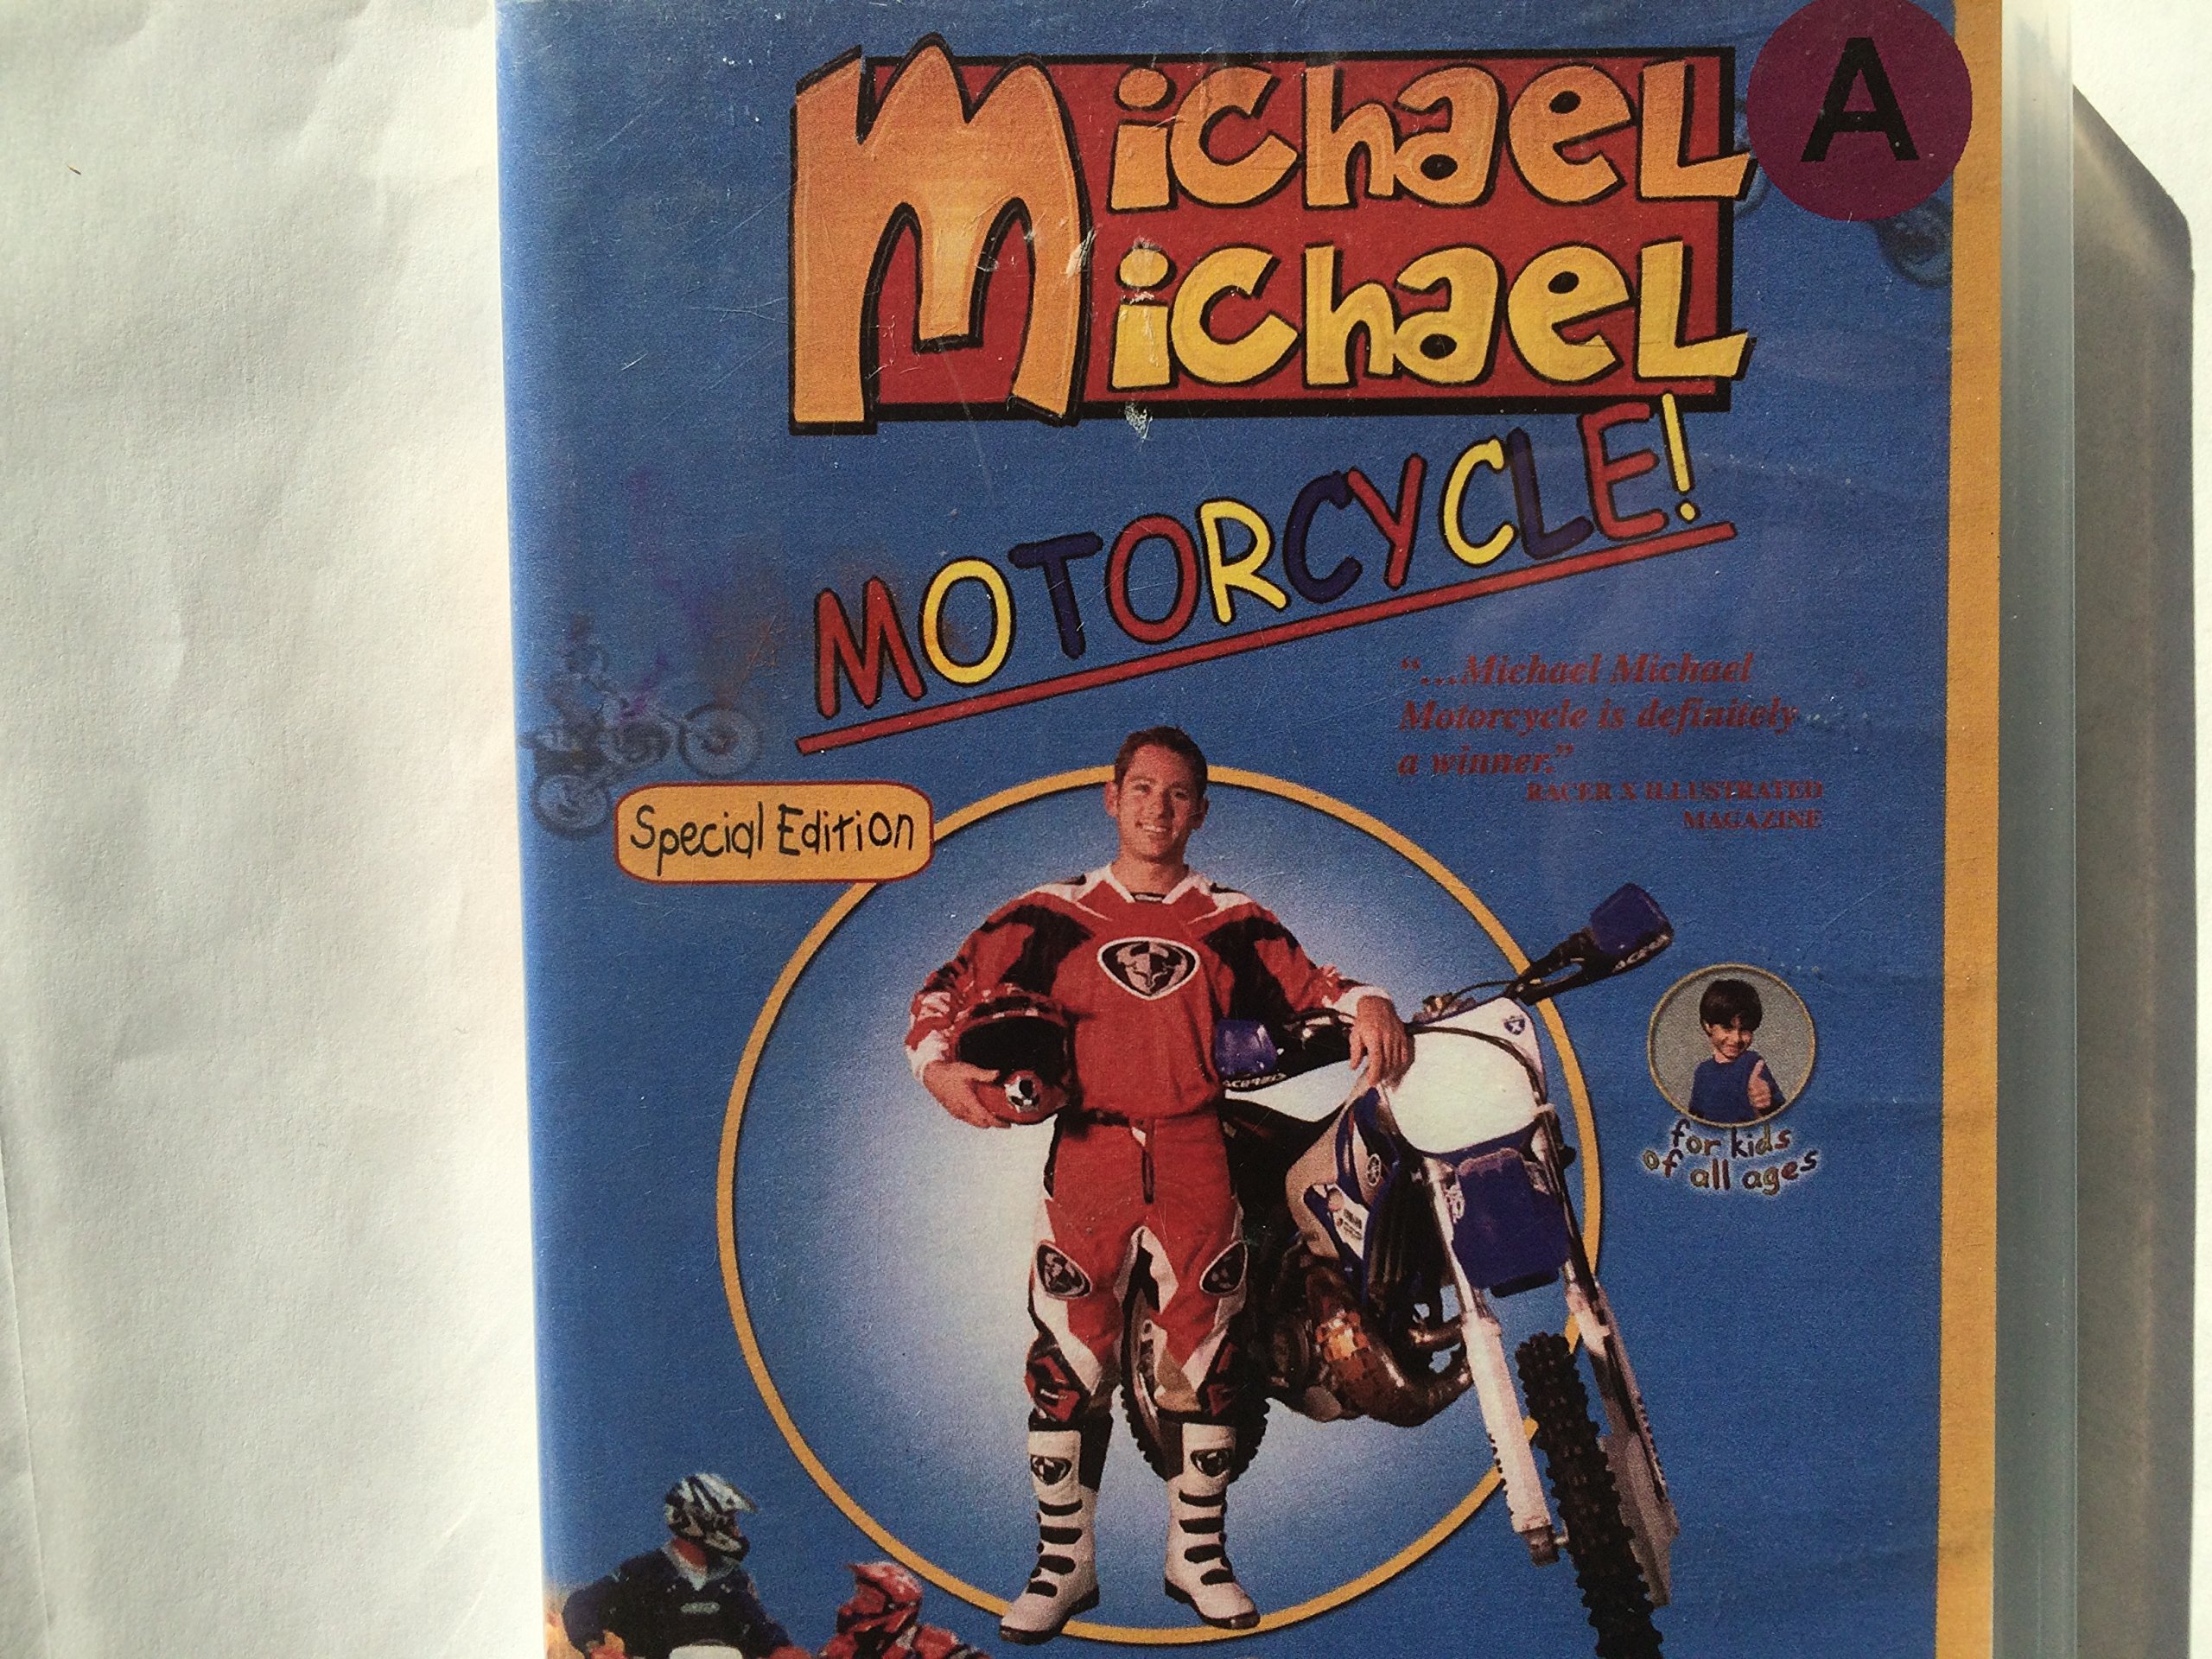 A
Michael
Michael
MOTORCYCLE!
"...Michael Michael
Motorcycle is definitely
a winner."
RACER X ILLUSTRATED
MAGAZINE
Special Edition
ACERBIS
for kids
of all ages